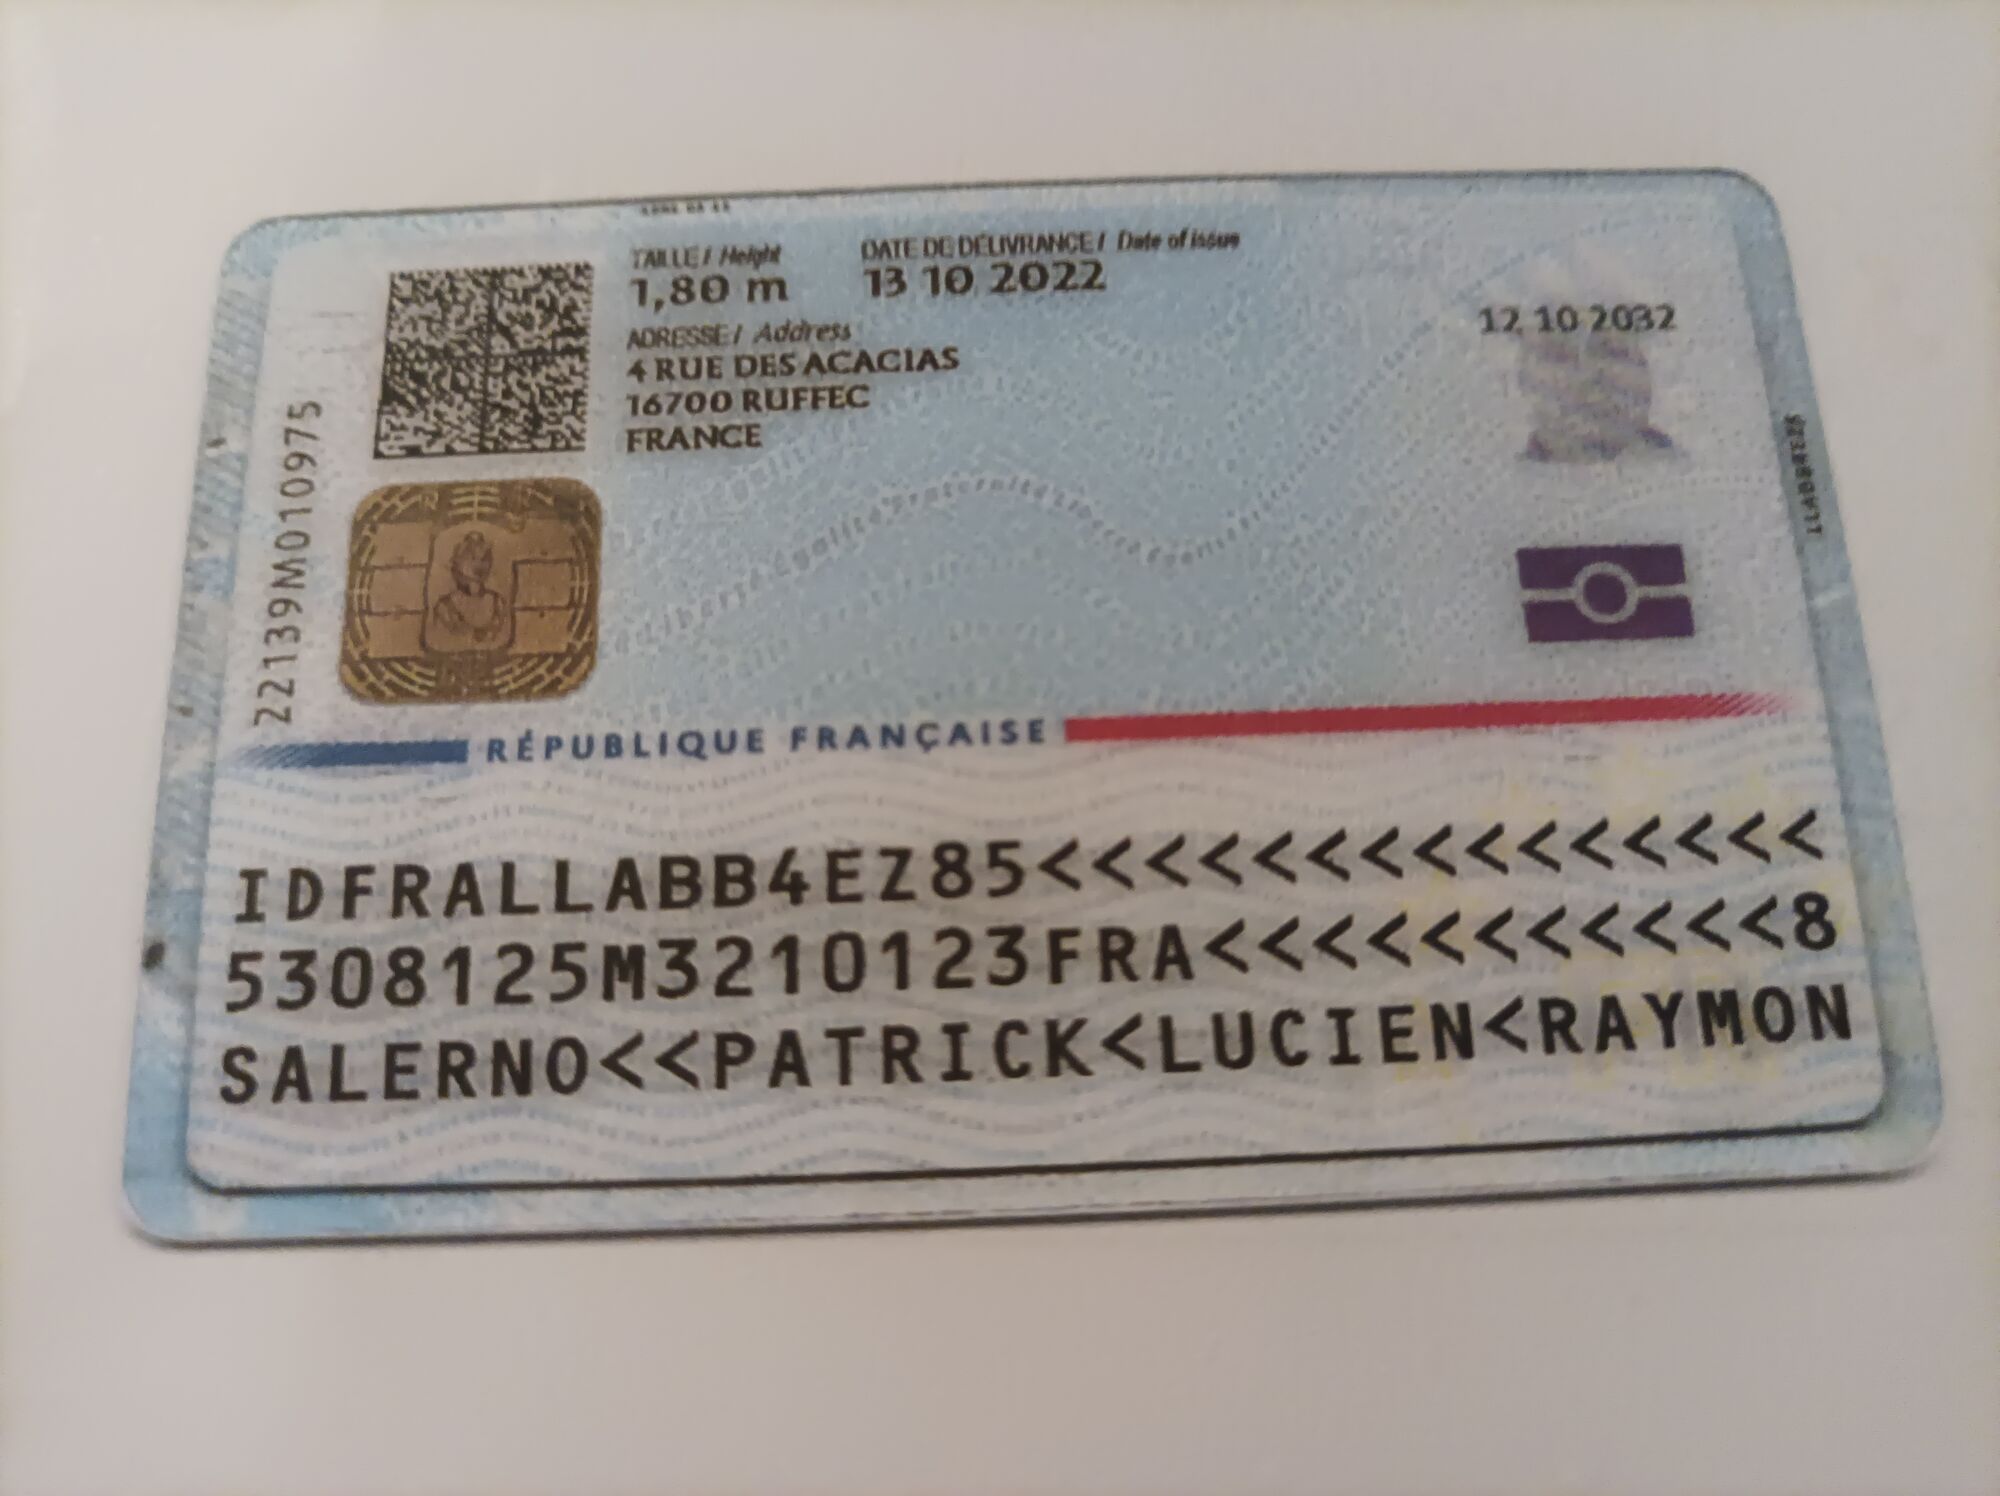 TAILLE / Height
1,80 m
DATE DE DÉLIVRANCE / Date of issue
13 10 2022
ADRESSE / Address
4 RUE DES ACACIAS
16700 RUFFEC
FRANCE
12 10 2032
22139M010975
RÉPUBLIQUE FRANÇAISE
IDFRALLABB4EZ85<<<<<<<<<<<<<<<
5308125M3210123FRA<<<<<<<<<<<8
SALERNO<<PATRICK<LUCIEN<RAYMON